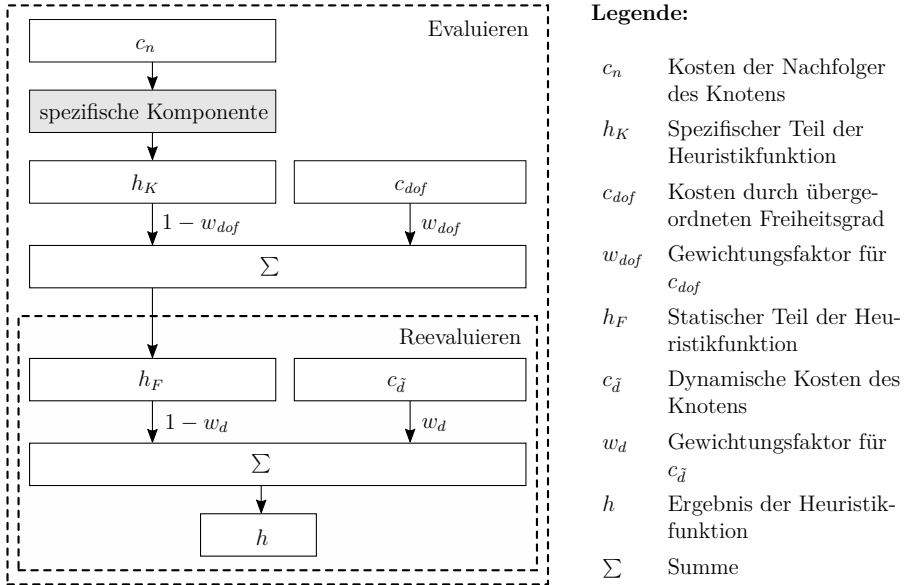 Evaluieren
c_n
spezifische Komponente
h_K
c_dof
1 − w_dof
w_dof
∑
Reevaluieren
h_F
c_d̃
1 − w_d
w_d
∑
h
Legende:
c_n Kosten der Nachfolger
des Knotens
h_K Spezifischer Teil der
Heuristikfunktion
c_dof Kosten durch überge-
ordneten Freiheitsgrad
w_dof Gewichtungsfaktor für
c_dof
h_F Statischer Teil der Heu-
ristikfunktion
c_d̃ Dynamische Kosten des
Knotens
w_d Gewichtungsfaktor für
c_d̃
h Ergebnis der Heuristik-
funktion
∑ Summe